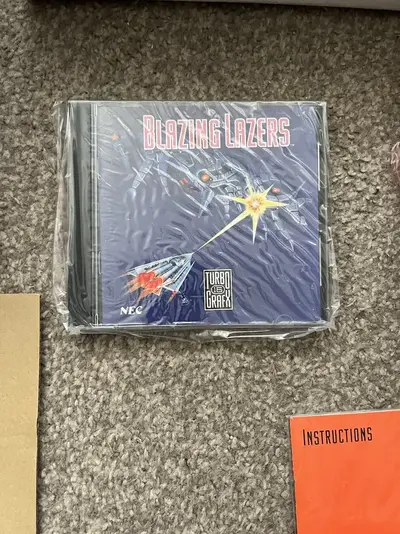 BLAZING LAZERS
TURBO
16
GRAFX
NEC
INSTRUCTIONS